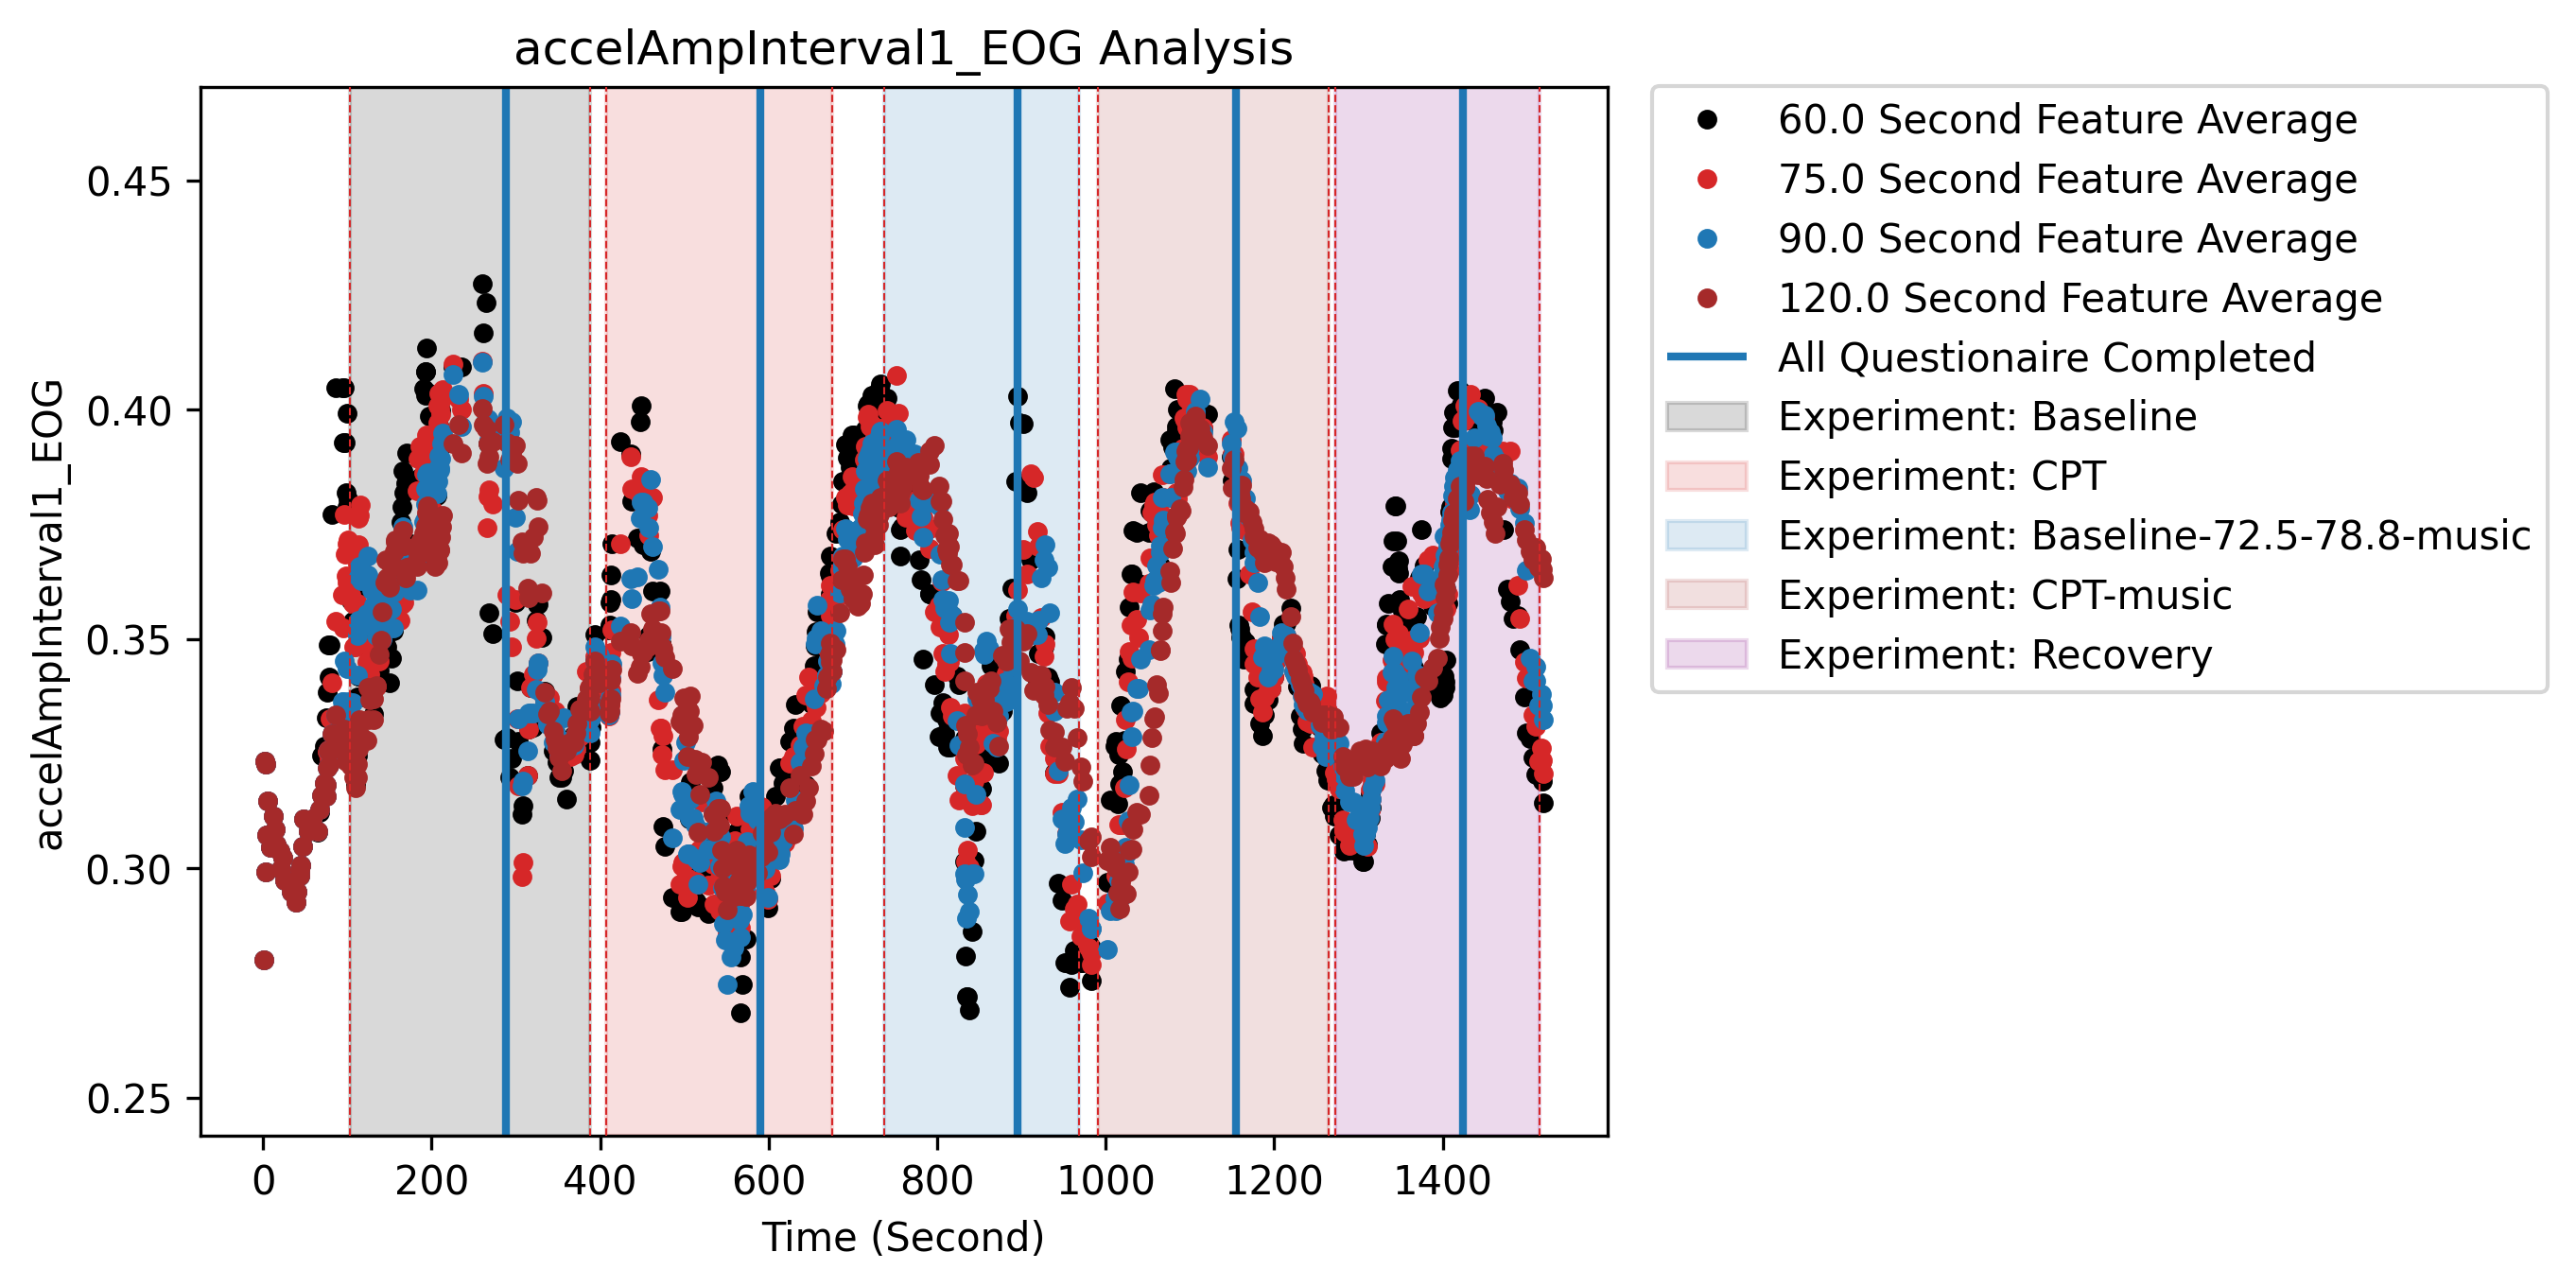 accelAmpInterval1_EOG Analysis
accelAmpInterval1_EOG
0.45
0.40
0.35
0.30
0.25
0 200 400 600 800 1000 1200 1400
Time (Second)
60.0 Second Feature Average
75.0 Second Feature Average
90.0 Second Feature Average
120.0 Second Feature Average
All Questionaire Completed
Experiment: Baseline
Experiment: CPT
Experiment: Baseline-72.5-78.8-music
Experiment: CPT-music
Experiment: Recovery